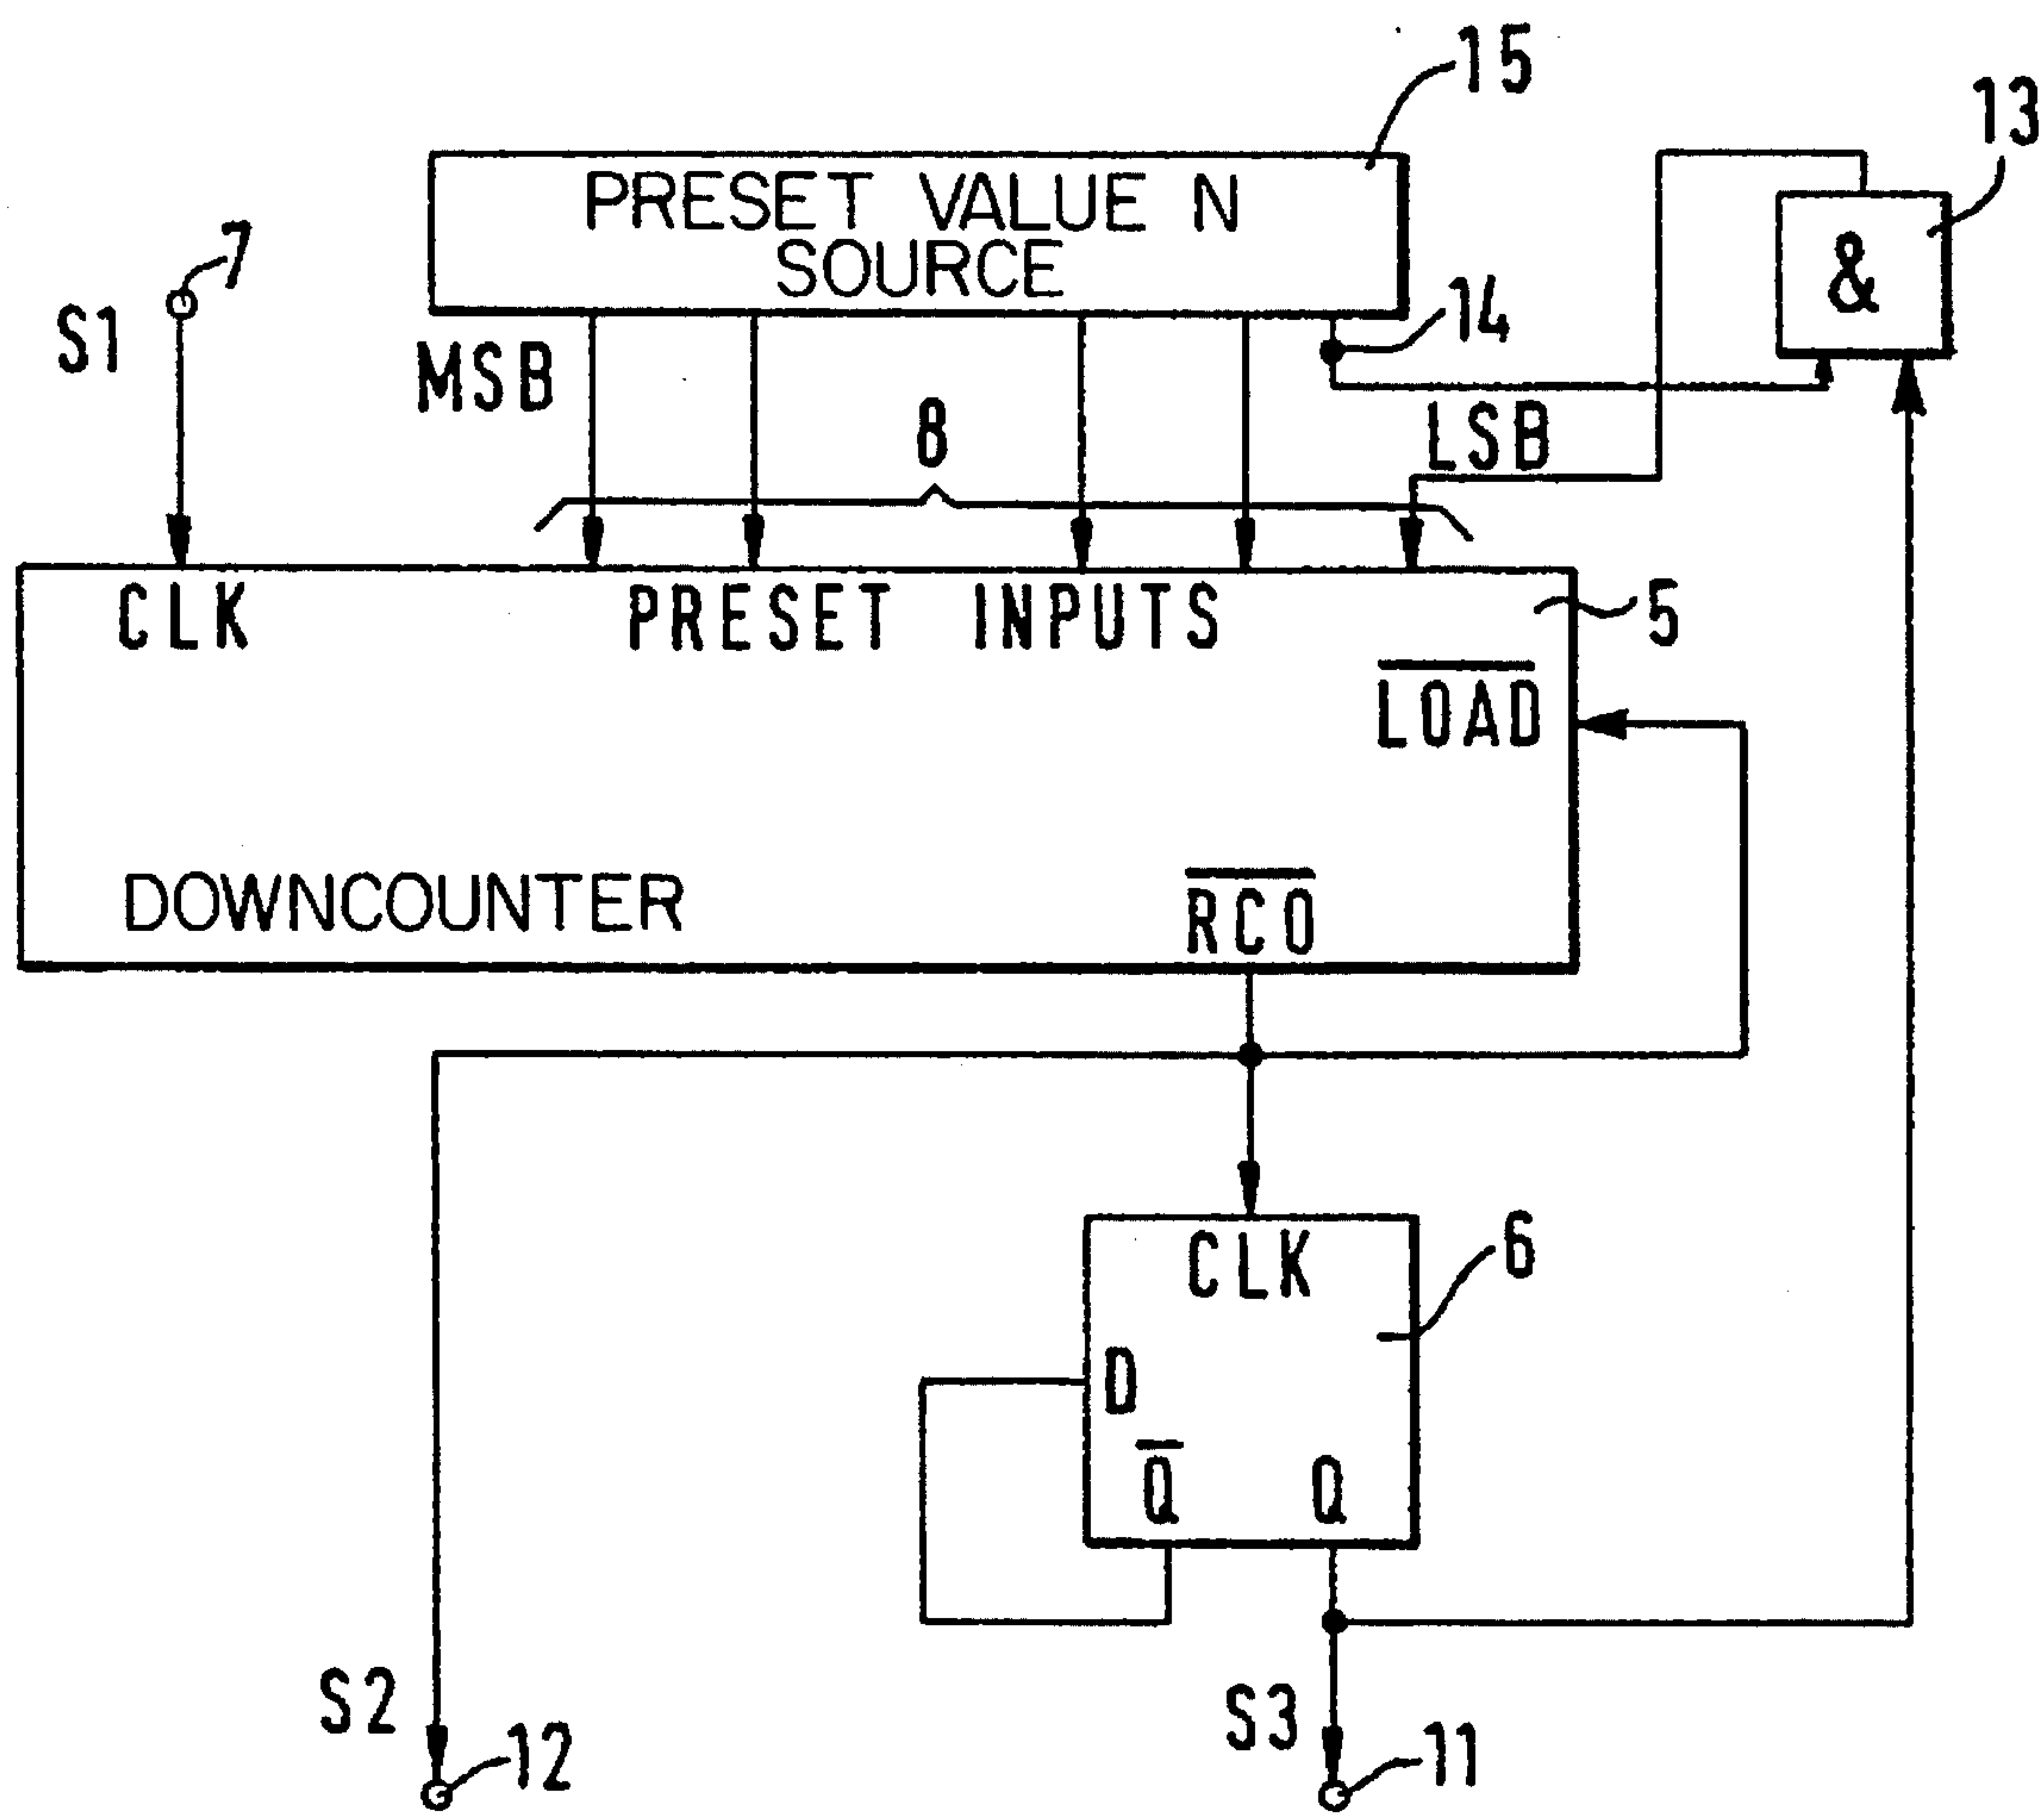 15
13
PRESET VALUE N
SOURCE
7
S1
MSB
14
&
8
LSB
CLK
PRESET INPUTS
5
LOAD
DOWNCOUNTER
RCO
CLK
6
D
Q
Q
S2
12
S3
11